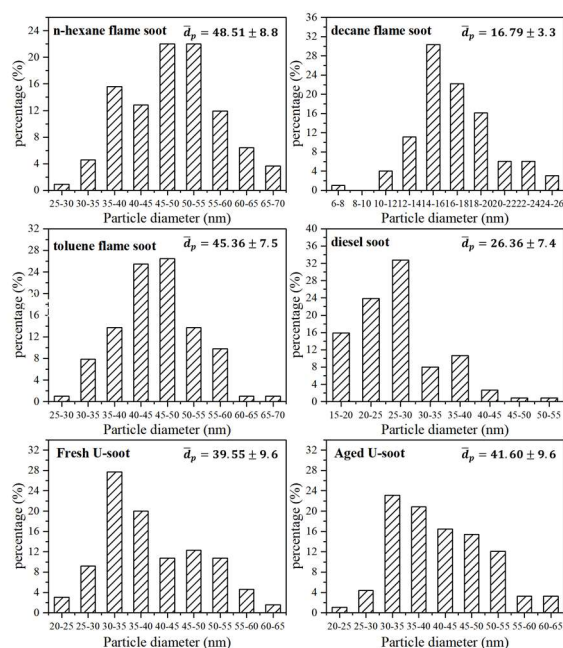 n-hexane flame soot
d̄p = 48.51 ± 8.8
percentage (%)
24
20
16
12
8
4
0
25-30 30-35 35-40 40-45 45-50 50-55 55-60 60-65 65-70
Particle diameter (nm)
decane flame soot
d̄p = 16.79 ± 3.3
percentage (%)
36
32
28
24
20
16
12
8
4
0
6-8 8-10 10-12 12-14 14-16 16-18 18-20 20-22 22-24 24-26
Particle diameter (nm)
toluene flame soot
d̄p = 45.36 ± 7.5
percentage (%)
32
28
24
20
16
12
8
4
0
25-30 30-35 35-40 40-45 45-50 50-55 55-60 60-65 65-70
Particle diameter (nm)
diesel soot
d̄p = 26.36 ± 7.4
percentage (%)
40
36
32
28
24
20
16
12
8
4
0
15-20 20-25 25-30 30-35 35-40 40-45 45-50 50-55
Particle diameter (nm)
Fresh U-soot
d̄p = 39.55 ± 9.6
percentage (%)
32
28
24
20
16
12
8
4
0
20-25 25-30 30-35 35-40 40-45 45-50 50-55 55-60 60-65
Particle diameter (nm)
Aged U-soot
d̄p = 41.60 ± 9.6
percentage (%)
32
28
24
20
16
12
8
4
0
20-25 25-30 30-35 35-40 40-45 45-50 50-55 55-60 60-65
Particle diameter (nm)